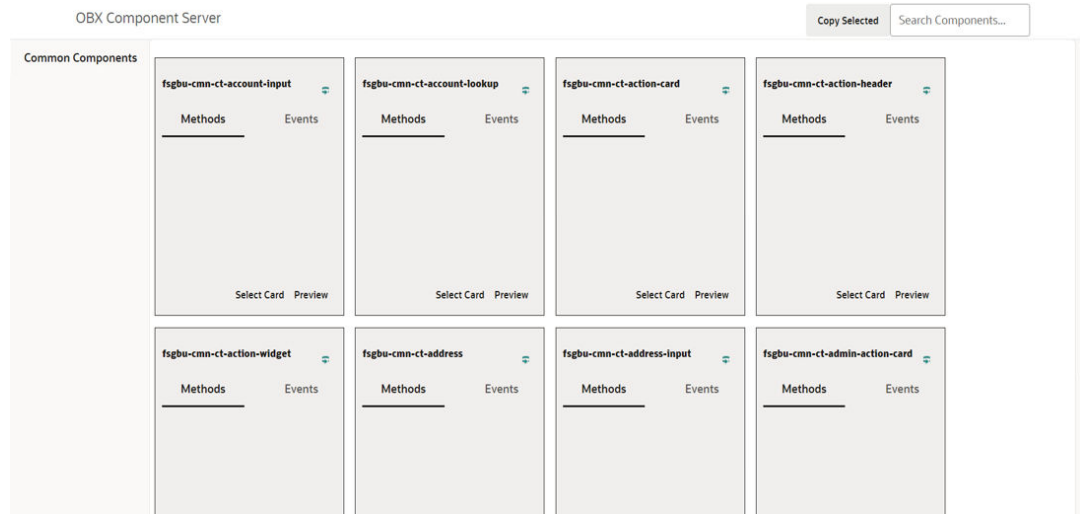 OBX Component Server
Copy Selected
Search Components...
Common Components
fsgbu-cmn-ct-account-input
fsgbu-cmn-ct-account-lookup
fsgbu-cmn-ct-action-card
fsgbu-cmn-ct-action-header
Methods Events
Methods Events
Methods Events
Methods Events
Select Card Preview
Select Card Preview
Select Card Preview
Select Card Preview
fsgbu-cmn-ct-action-widget
fsgbu-cmn-ct-address
fsgbu-cmn-ct-address-input
fsgbu-cmn-ct-admin-action-card
Methods Events
Methods Events
Methods Events
Methods Events